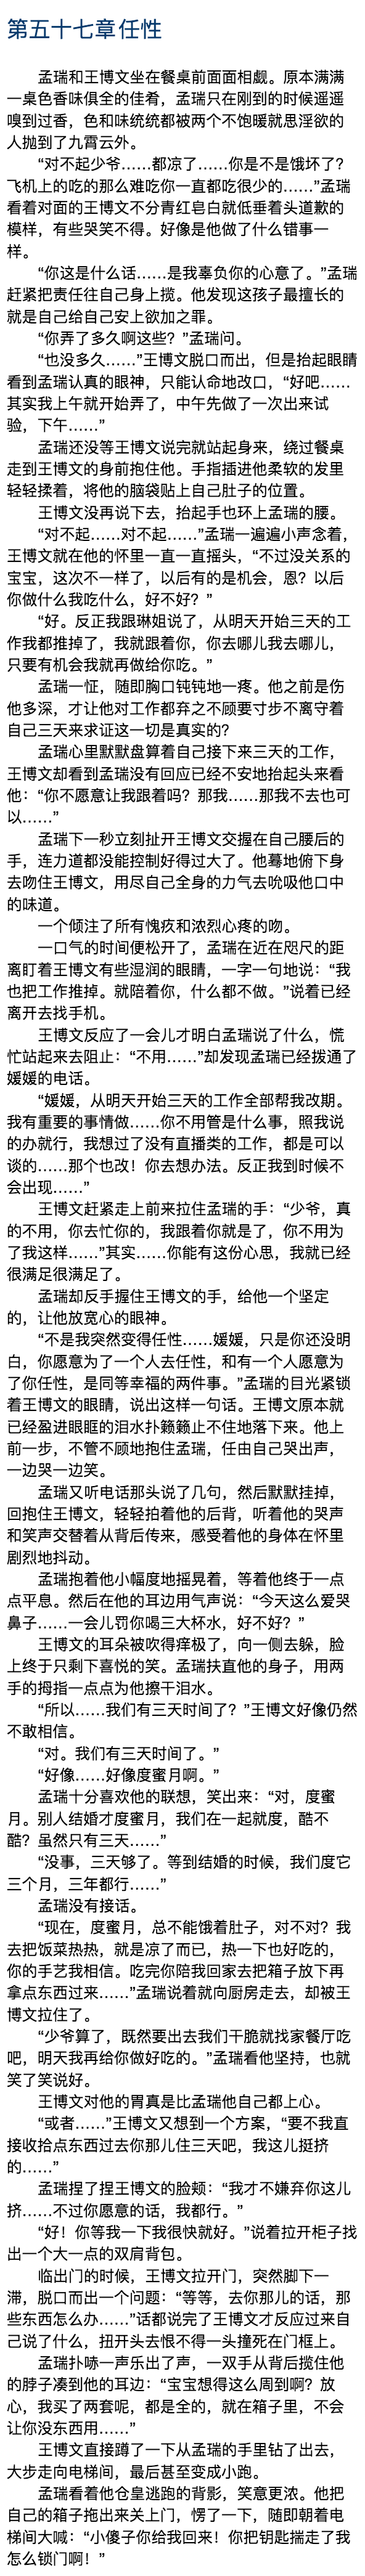 第五十七章任性
孟瑞和王博文坐在餐桌前面面相觑。原本满满
一桌色香味俱全的佳肴，孟瑞只在刚到的时候遥遥
嗅到过香，色和味统统都被两个不饱暖就思淫欲的
人抛到了九霄云外。
“对不起少爷……都凉了……你是不是饿坏了？
飞机上的吃的那么难吃你一直都吃很少的……”孟瑞
看着对面的王博文不分青红皂白就低垂着头道歉的
模样，有些哭笑不得。好像是他做了什么错事一
样。
“你这是什么话……是我辜负你的心意了。”孟瑞
赶紧把责任往自己身上揽。他发现这孩子最擅长的
就是自己给自己安上欲加之罪。
“你弄了多久啊这些？”孟瑞问。
“也没多久……”王博文脱口而出，但是抬起眼睛
看到孟瑞认真的眼神，只能认命地改口，“好吧……
其实我上午就开始弄了，中午先做了一次出来试
验，下午……”
孟瑞还没等王博文说完就站起身来，绕过餐桌
走到王博文的身前抱住他。手指插进他柔软的发里
轻轻揉着，将他的脑袋贴上自己肚子的位置。
王博文没再说下去，抬起手也环上孟瑞的腰。
“对不起……对不起……”孟瑞一遍遍小声念着，
王博文就在他的怀里一直一直摇头，“不过没关系的
宝宝，这次不一样了，以后有的是机会，恩？以后
你做什么我吃什么，好不好？”
“好。反正我跟琳姐说了，从明天开始三天的工
作我都推掉了，我就跟着你，你去哪儿我去哪儿，
只要有机会我就再做给你吃。”
孟瑞一怔，随即胸口钝钝地一疼。他之前是伤
他多深，才让他对工作都弃之不顾要寸步不离守着
自己三天来求证这一切是真实的？
孟瑞心里默默盘算着自己接下来三天的工作，
王博文却看到孟瑞没有回应已经不安地抬起头来看
他：“你不愿意让我跟着吗？那我……那我不去也可
以……”
孟瑞下一秒立刻扯开王博文交握在自己腰后的
手，连力道都没能控制好得过大了。他蓦地俯下身
去吻住王博文，用尽自己全身的力气去吮吸他口中
的味道。
一个倾注了所有愧疚和浓烈心疼的吻。
一口气的时间便松开了，孟瑞在近在咫尺的距
离盯着王博文有些湿润的眼睛，一字一句地说：“我
也把工作推掉。就陪着你，什么都不做。”说着已经
离开去找手机。
王博文反应了一会儿才明白孟瑞说了什么，慌
忙站起来去阻止：“不用……”却发现孟瑞已经拨通了
媛媛的电话。
“媛媛，从明天开始三天的工作全部帮我改期。
我有重要的事情做……你不用管是什么事，照我说
的办就行，我想过了没有直播类的工作，都是可以
谈的……那个也改！你去想办法。反正我到时候不
会出现……”
王博文赶紧走上前来拉住孟瑞的手：“少爷，真
的不用，你去忙你的，我跟着你就是了，你不用为
了我这样……”其实……你能有这份心思，我就已经
很满足很满足了。
孟瑞却反手握住王博文的手，给他一个坚定
的，让他放宽心的眼神。
“不是我突然变得任性……媛媛，只是你还没明
白，你愿意为了一个人去任性，和有一个人愿意为
了你任性，是同等幸福的两件事。”孟瑞的目光紧锁
着王博文的眼睛，说出这样一句话。王博文原本就
已经盈进眼眶的泪水扑簌簌止不住地落下来。他上
前一步，不管不顾地抱住孟瑞，任由自己哭出声，
一边哭一边笑。
孟瑞又听电话那头说了几句，然后默默挂掉，
回抱住王博文，轻轻拍着他的后背，听着他的哭声
和笑声交替着从背后传来，感受着他的身体在怀里
剧烈地抖动。
孟瑞抱着他小幅度地摇晃着，等着他终于一点
点平息。然后在他的耳边用气声说：“今天这么爱哭
鼻子……一会儿罚你喝三大杯水，好不好？”
王博文的耳朵被吹得痒极了，向一侧去躲，脸
上终于只剩下喜悦的笑。孟瑞扶直他的身子，用两
手的拇指一点点为他擦干泪水。
“所以……我们有三天时间了？”王博文好像仍然
不敢相信。
“对。我们有三天时间了。”
“好像……好像度蜜月啊。”
孟瑞十分喜欢他的联想，笑出来：“对，度蜜
月。别人结婚才度蜜月，我们在一起就度，酷不
酷？虽然只有三天……”
“没事，三天够了。等到结婚的时候，我们度它
三个月，三年都行……”
孟瑞没有接话。
“现在，度蜜月，总不能饿着肚子，对不对？我
去把饭菜热热，就是凉了而已，热一下也好吃的，
你的手艺我相信。吃完你陪我回家去把箱子放下再
拿点东西过来……”孟瑞说着就向厨房走去，却被王
博文拉住了。
“少爷算了，既然要出去我们干脆就找家餐厅吃
吧，明天我再给你做好吃的。”孟瑞看他坚持，也就
笑了笑说好。
王博文对他的胃真是比孟瑞他自己都上心。
“或者……”王博文又想到一个方案，“要不我直
接收拾点东西过去你那儿住三天吧，我这儿挺挤
的……”
孟瑞捏了捏王博文的脸颊：“我才不嫌弃你这儿
挤……不过你愿意的话，我都行。”
“好！你等我一下我很快就好。”说着拉开柜子找
出一个大一点的双肩背包。
临出门的时候，王博文拉开门，突然脚下一
滞，脱口而出一个问题：“等等，去你那儿的话，那
些东西怎么办……”话都说完了王博文才反应过来自
己说了什么，扭开头去恨不得一头撞死在门框上。
孟瑞扑哧一声乐出了声，一双手从背后揽住他
的脖子凑到他的耳边：“宝宝想得这么周到啊？放
心，我买了两套呢，都是全的，就在箱子里，不会
让你没东西用……”
王博文直接蹲了一下从孟瑞的手里钻了出去，
大步走向电梯间，最后甚至变成小跑。
孟瑞看着他仓皇逃跑的背影，笑意更浓。他把
自己的箱子拖出来关上门，愣了一下，随即朝着电
梯间大喊：“小傻子你给我回来！你把钥匙揣走了我
怎么锁门啊！”